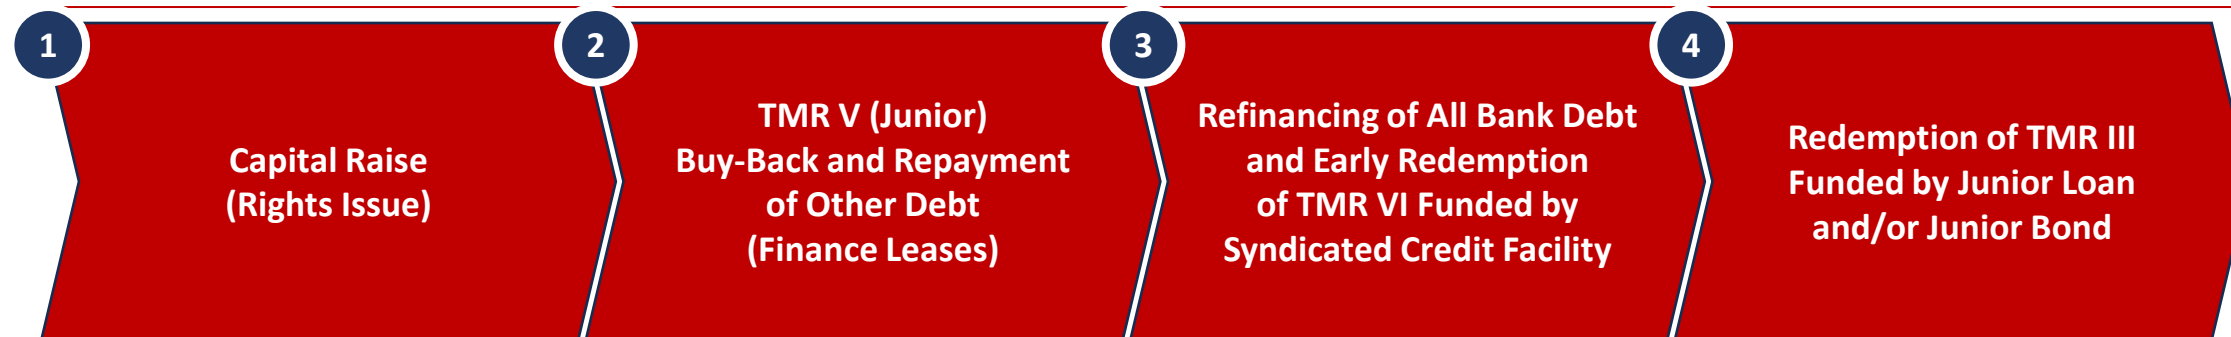 1
Capital Raise
(Rights Issue)
2
TMR V (Junior)
Buy-Back and Repayment
of Other Debt
(Finance Leases)
3
Refinancing of All Bank Debt
and Early Redemption
of TMR VI Funded by
Syndicated Credit Facility
4
Redemption of TMR III
Funded by Junior Loan
and/or Junior Bond